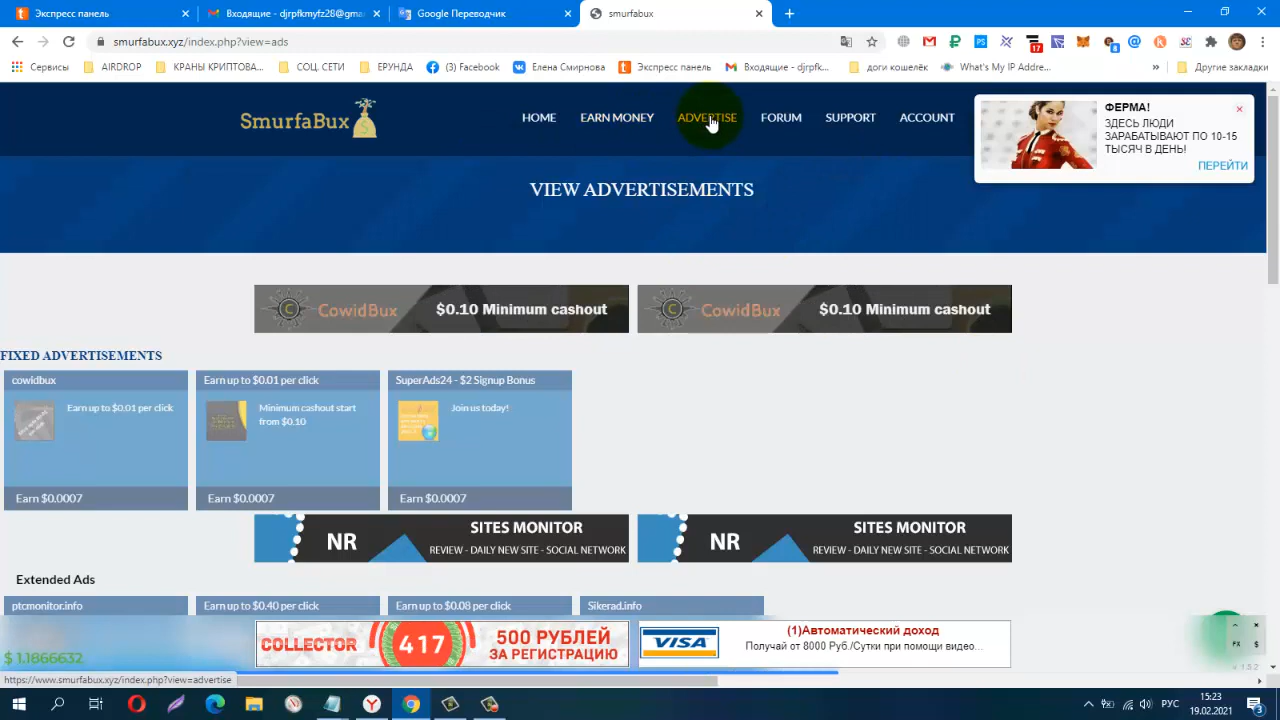 Экспресс панель
Входящие - djrpfkmyfz28@gma
Google Переводчик
smurfabux
smurfabux.xyz/index.php?view=ads
17
8
Сервисы
AIRDROP
КРАНЫ КРИПТОВА...
СОЦ. СЕТИ
ЕРУНДА
(3) Facebook
Елена Смирнова
Экспресс панель
Входящие - djrpfk...
доги кошелёк
What's My IP Addre...
»
Другие закладки
SmurfaBux
HOME
EARN MONEY
ADVERTISE
FORUM
SUPPORT
ACCOUNT
ФЕРМА!
ЗДЕСЬ ЛЮДИ
ЗАРАБАТЫВАЮТ ПО 10-15
ТЫСЯЧ В ДЕНЬ!
ПЕРЕЙТИ
VIEW ADVERTISEMENTS
CowidBux $0.10 Minimum cashout
CowidBux $0.10 Minimum cashout
FIXED ADVERTISEMENTS
cowidbux
Earn up to $0.01 per click
Earn $0.0007
Earn up to $0.01 per click
Minimum cashout start
from $0.10
Earn $0.0007
SuperAds24 - $2 Signup Bonus
Join us today!
Earn $0.0007
NR
SITES MONITOR
REVIEW - DAILY NEW SITE - SOCIAL NETWORK
NR
SITES MONITOR
REVIEW - DAILY NEW SITE - SOCIAL NETWORK
Extended Ads
ptcmonitor.info
Earn up to $0.40 per click
Earn up to $0.08 per click
Sikerad.info
COLLECTOR
417
500 РУБЛЕЙ
ЗА РЕГИСТРАЦИЮ
VISA
(1)Автоматический доход
Получай от 8000 Руб./Сутки при помощи видео...
$ 1.1866632
PX $
v. 1.5.2
https://www.smurfabux.xyz/index.php?view=advertise
РУС
15:23
19.02.2021
3